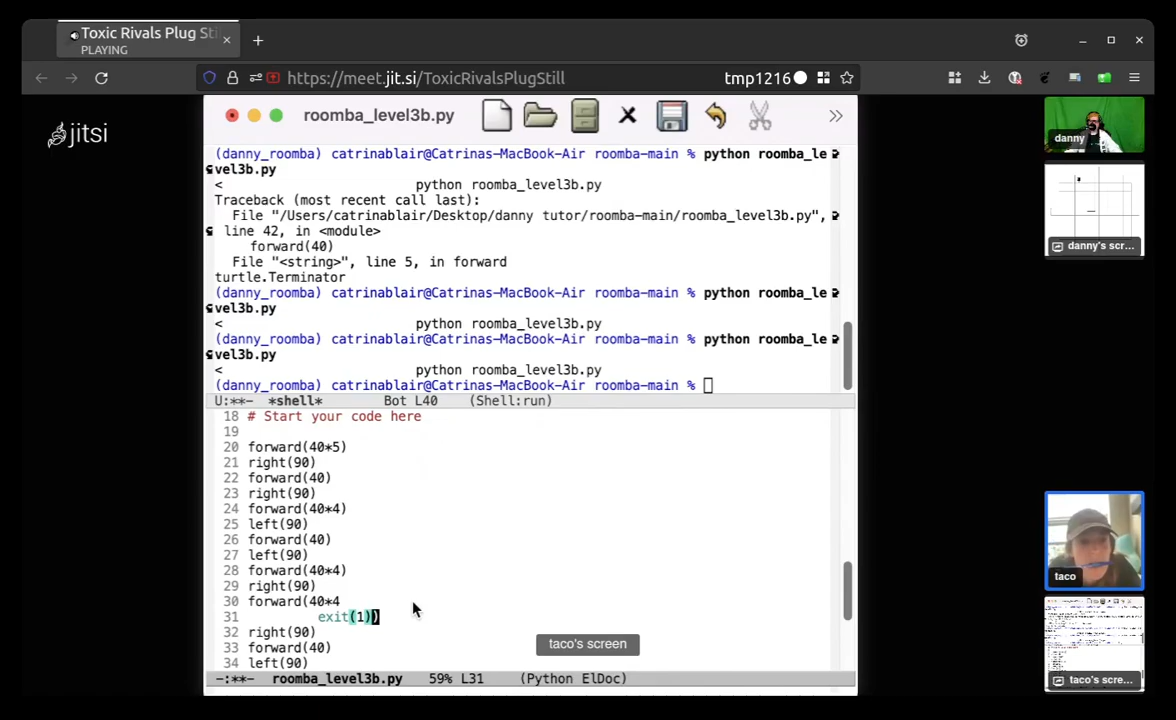 Toxic Rivals Plug Sti
PLAYING
https://meet.jit.si/ToxicRivalsPlugStill
tmp1216
jitsi
roomba_level3b.py
(danny_roomba) catrinablair@Catrinas-MacBook-Air roomba-main % python roomba_le
vel3b.py
< python roomba_level3b.py
Traceback (most recent call last):
File "/Users/catrinablair/Desktop/danny tutor/roomba-main/roomba_level3b.py",
line 42, in <module>
forward(40)
File "<string>", line 5, in forward
turtle.Terminator
(danny_roomba) catrinablair@Catrinas-MacBook-Air roomba-main % python roomba_le
vel3b.py
< python roomba_level3b.py
(danny_roomba) catrinablair@Catrinas-MacBook-Air roomba-main % python roomba_le
vel3b.py
< python roomba_level3b.py
(danny_roomba) catrinablair@Catrinas-MacBook-Air roomba-main %
U:**- *shell* Bot L40 (Shell:run)
18 # Start your code here
19
20 forward(40*5)
21 right(90)
22 forward(40)
23 right(90)
24 forward(40*4)
25 left(90)
26 forward(40)
27 left(90)
28 forward(40*4)
29 right(90)
30 forward(40*4
31 exit(1))
32 right(90)
33 forward(40)
34 left(90)
-:**- roomba_level3b.py 59% L31 (Python ElDoc)
taco's screen
danny
danny's scr...
taco
taco's scre...